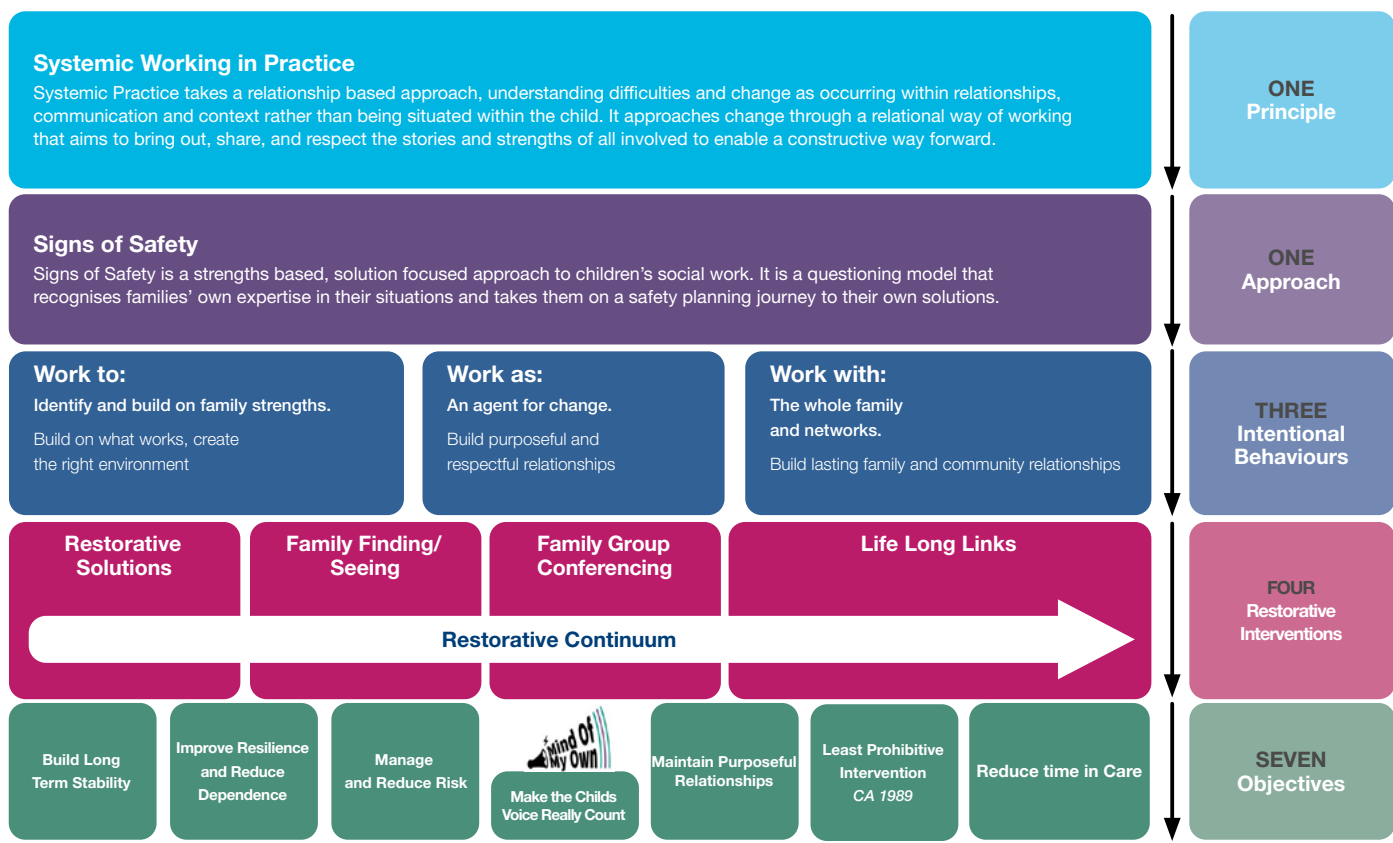 Systemic Working in Practice
Systemic Practice takes a relationship based approach, understanding difficulties and change as occurring within relationships,
communication and context rather than being situated within the child. It approaches change through a relational way of working
that aims to bring out, share, and respect the stories and strengths of all involved to enable a constructive way forward.
ONE
Principle
Signs of Safety
Signs of Safety is a strengths based, solution focused approach to children's social work. It is a questioning model that
recognises families' own expertise in their situations and takes them on a safety planning journey to their own solutions.
ONE
Approach
Work to:
Identify and build on family strengths.
Build on what works, create
the right environment
Work as:
An agent for change.
Build purposeful and
respectful relationships
Work with:
The whole family
and networks.
Build lasting family and community relationships
THREE
Intentional
Behaviours
Restorative
Solutions
Family Finding/
Seeing
Family Group
Conferencing
Life Long Links
Restorative Continuum
FOUR
Restorative
Interventions
Build Long
Term Stability
Improve Resilience
and Reduce
Dependence
Manage
and Reduce Risk
Mind Of
My Own
Make the Childs
Voice Really Count
Maintain Purposeful
Relationships
Least Prohibitive
Intervention
CA 1989
Reduce time in Care
SEVEN
Objectives